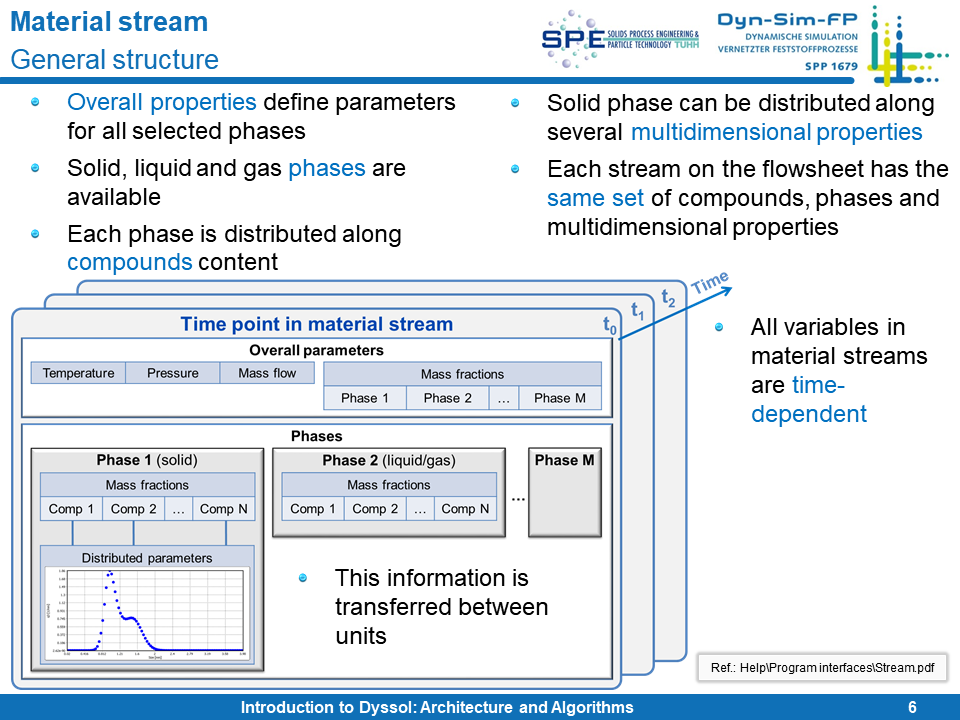 Material stream
General structure
SPE SOLIDS PROCESS ENGINEERING &
PARTICLE TECHNOLOGY TUHH
Dyn-Sim-FP
DYNAMISCHE SIMULATION
VERNETZTER FESTSTOFFPROZESSE
SPP 1679
Overall properties define parameters
for all selected phases
Solid, liquid and gas phases are
available
Each phase is distributed along
compounds content
Solid phase can be distributed along
several multidimensional properties
Each stream on the flowsheet has the
same set of compounds, phases and
multidimensional properties
Time
t2
t1
t0
Time point in material stream
Overall parameters
Temperature Pressure Mass flow
Mass fractions
Phase 1 Phase 2 … Phase M
Phases
Phase 1 (solid)
Mass fractions
Comp 1 Comp 2 … Comp N
Distributed parameters
Phase 2 (liquid/gas)
Mass fractions
Comp 1 Comp 2 … Comp N
…
Phase M
This information is
transferred between
units
All variables in
material streams
are time-
dependent
Ref.: Help\Program interfaces\Stream.pdf
Introduction to Dyssol: Architecture and Algorithms
6